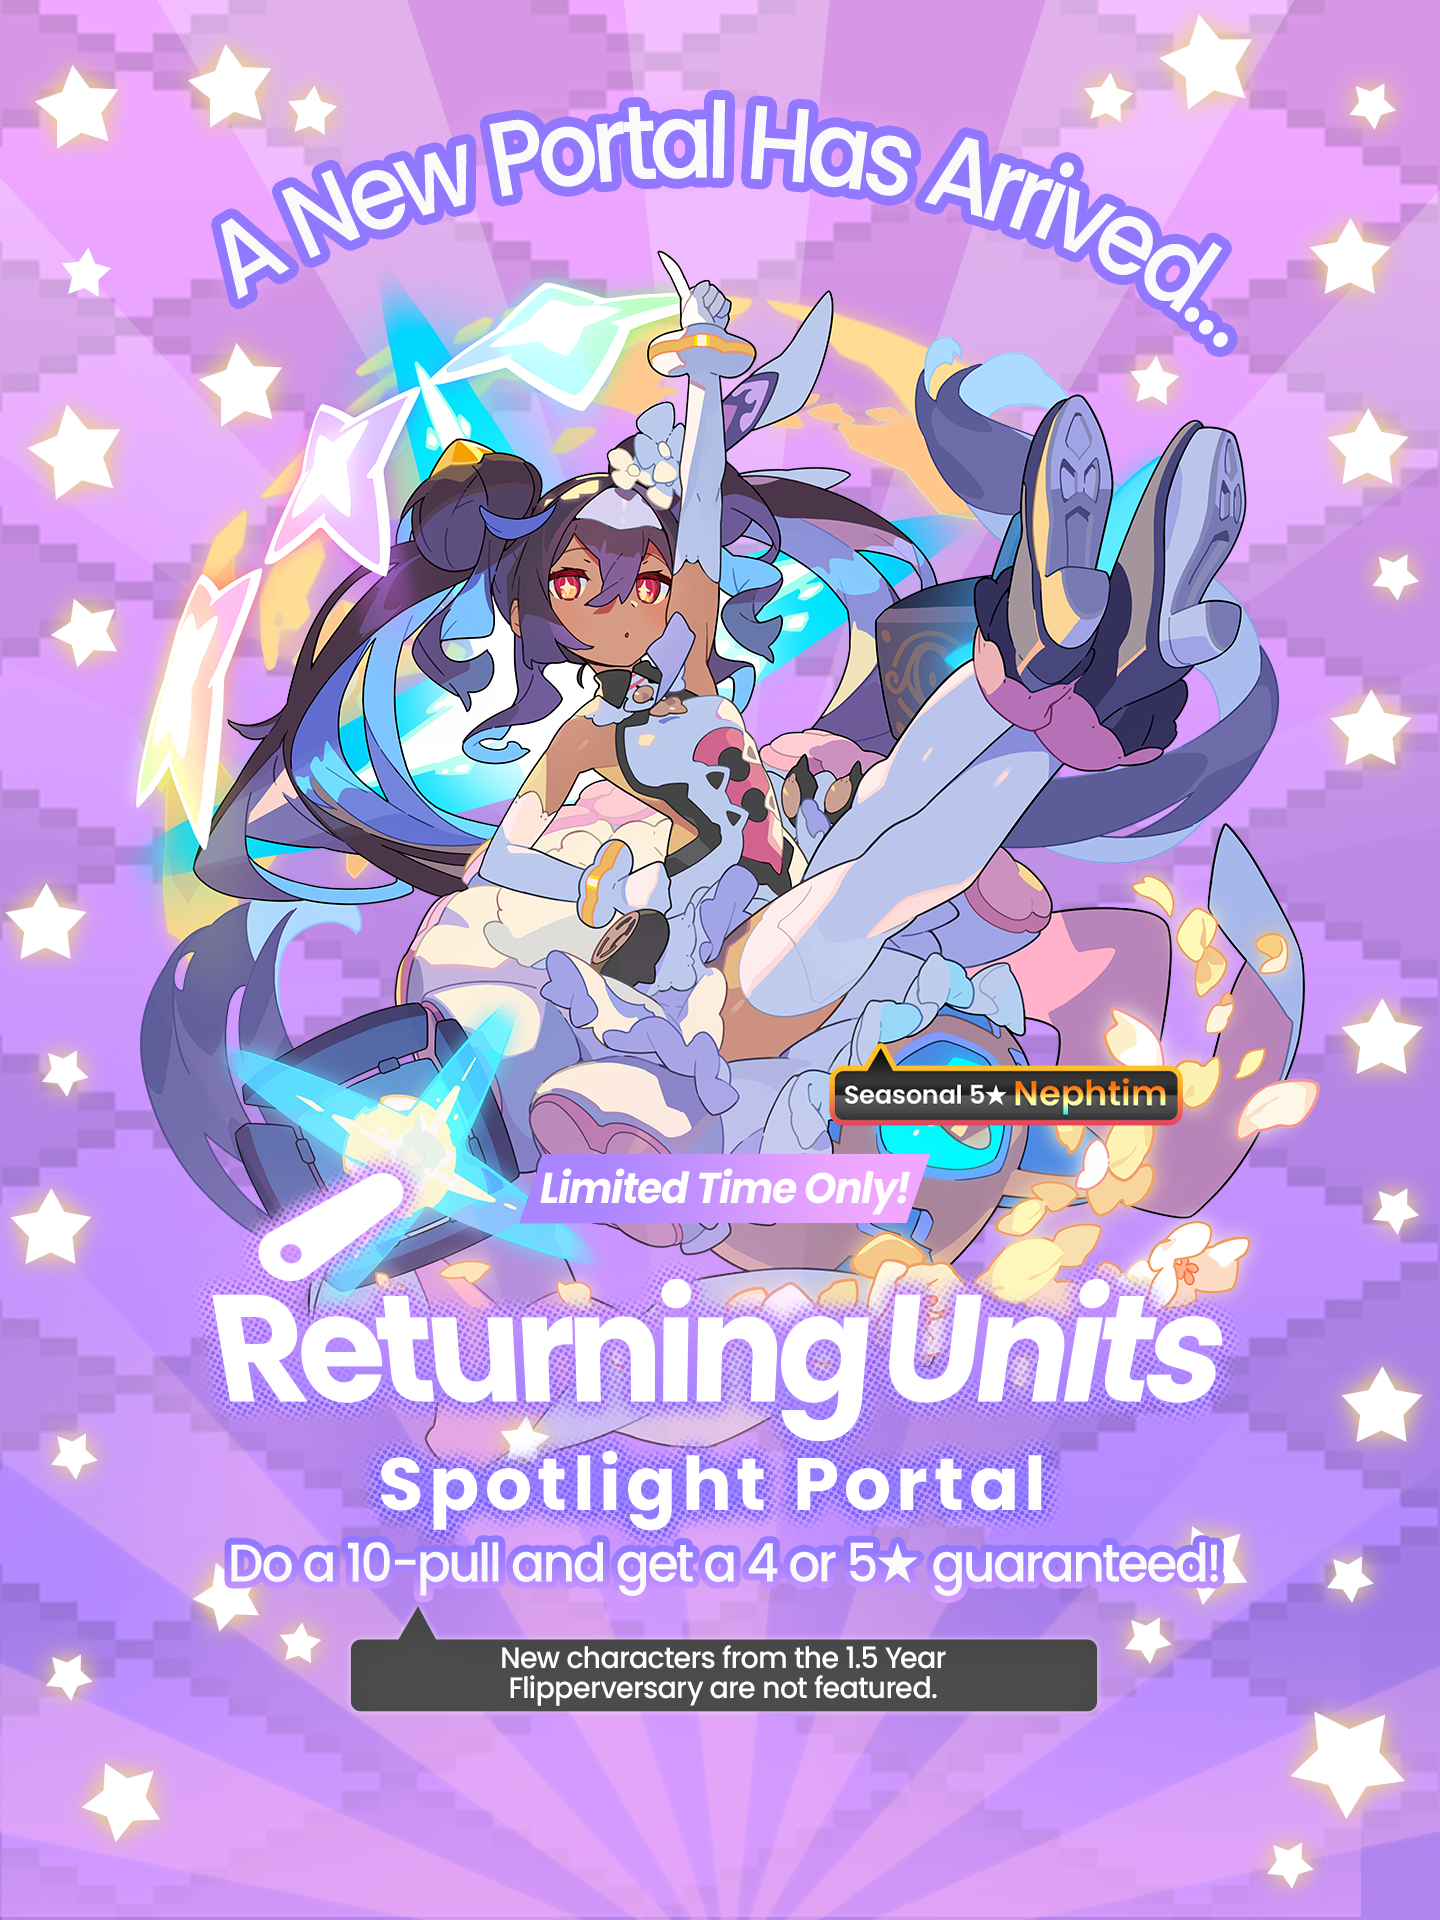 A New Portal Has Arrived...
Seasonal 5★ Nephtim
Limited Time Only!
Returning Units
Spotlight Portal
Do a 10-pull and get a 4 or 5★ guaranteed!
New characters from the 1.5 Year
Flipperversary are not featured.